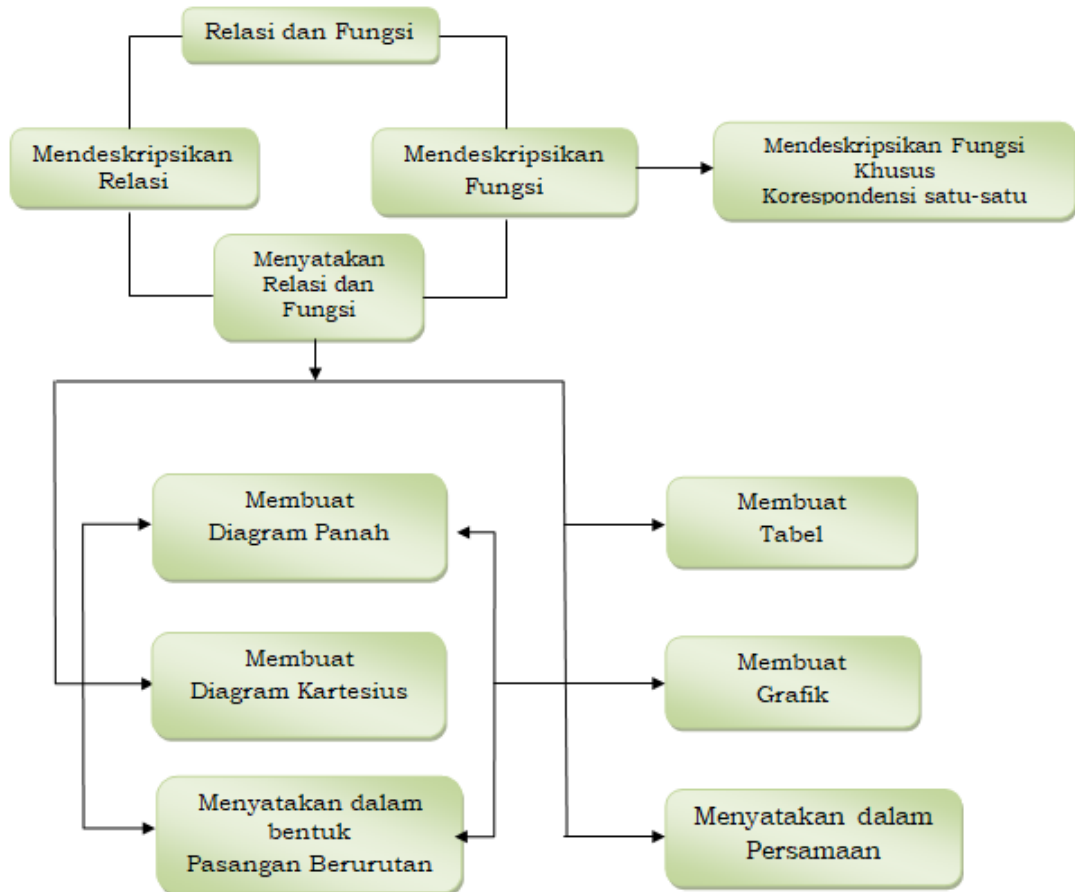 Relasi dan Fungsi
Mendeskripsikan
Relasi
Mendeskripsikan
Fungsi
Mendeskripsikan Fungsi
Khusus
Korespondensi satu-satu
Menyatakan
Relasi dan
Fungsi
Membuat
Diagram Panah
Membuat
Tabel
Membuat
Diagram Kartesius
Membuat
Grafik
Menyatakan dalam
bentuk
Pasangan Berurutan
Menyatakan dalam
Persamaan